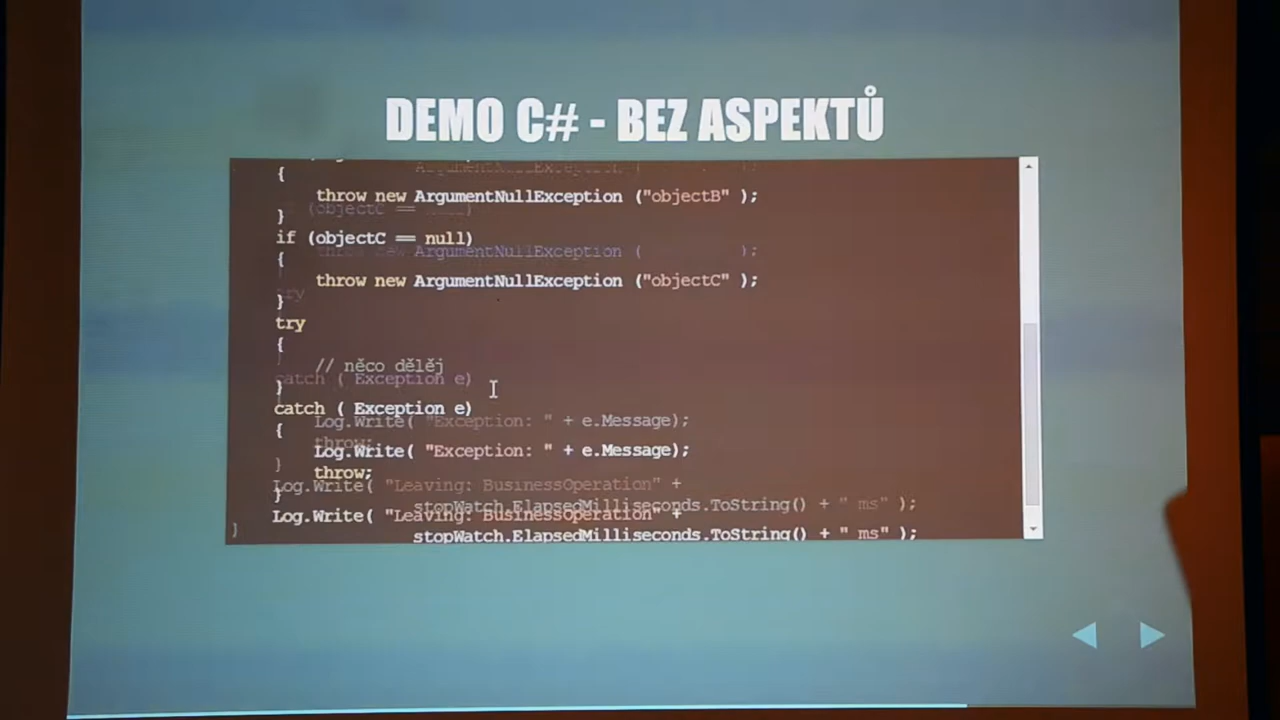 DEMO C# - BEZ ASPEKTŮ
{
throw new ArgumentNullException ("objectB" );
}
if (objectC == null)
{
throw new ArgumentNullException ("objectC" );
}
try
{
// něco dělěj
}
catch ( Exception e)
{
Log.Write( "Exception: " + e.Message);
throw;
}
Log.Write( "Leaving: BusinessOperation" +
stopWatch.ElapsedMilliseconds.ToString() + " ms" );
}